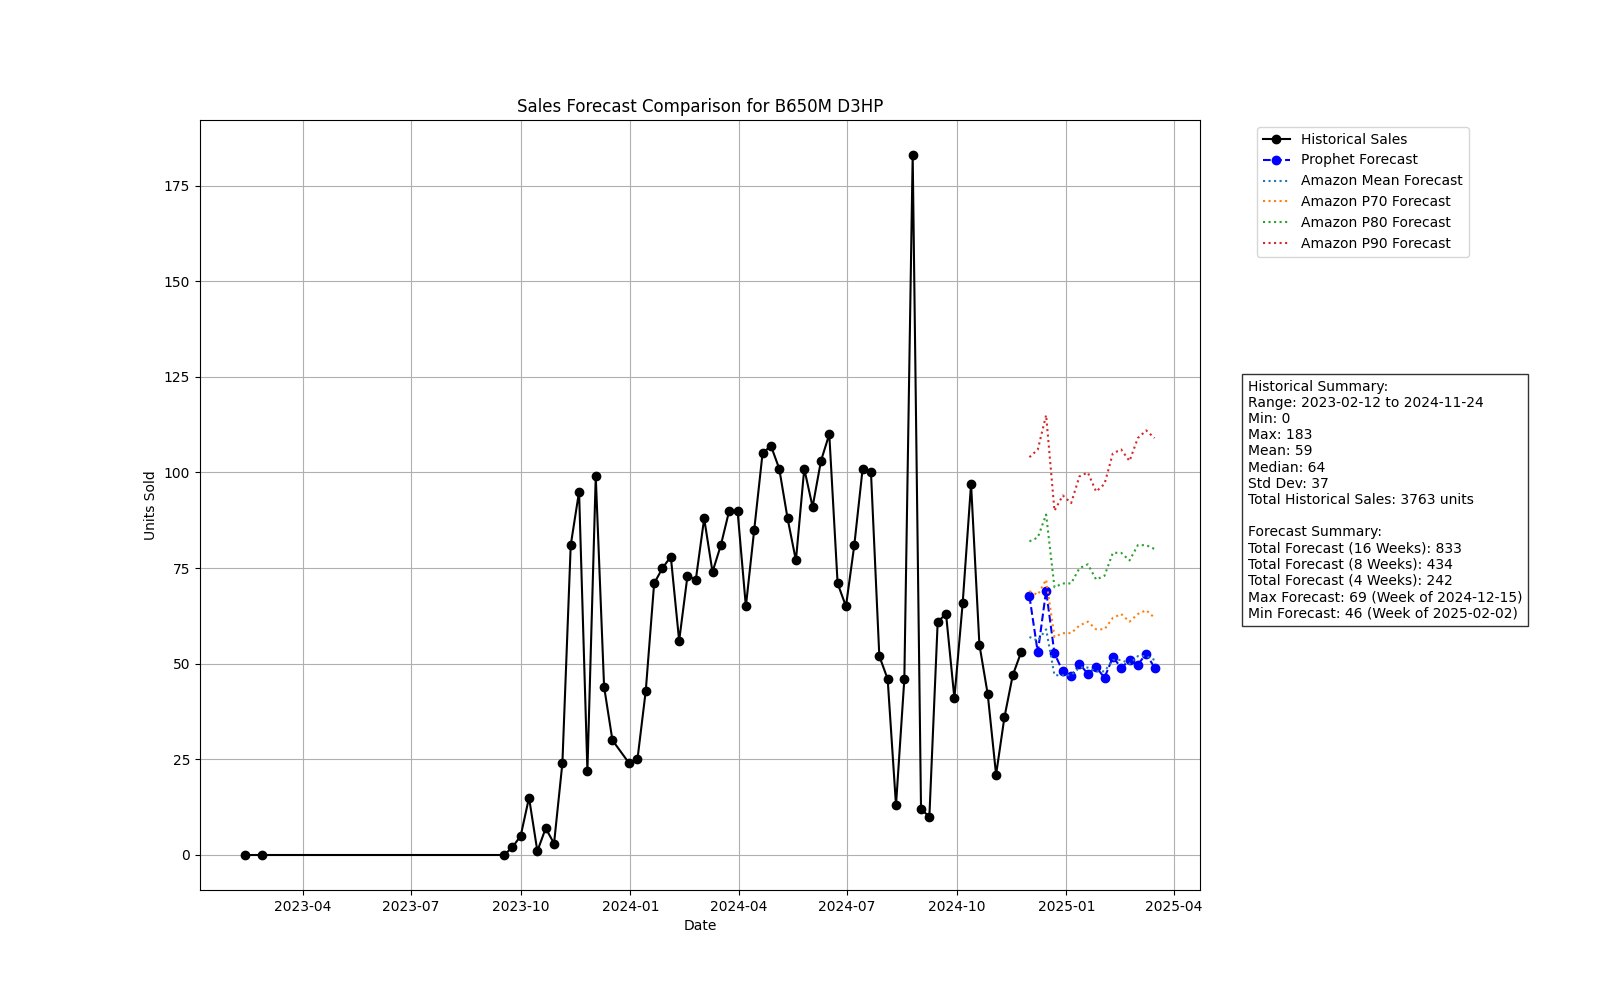 Sales Forecast Comparison for B650M D3HP
Historical Sales
Prophet Forecast
Amazon Mean Forecast
Amazon P70 Forecast
Amazon P80 Forecast
Amazon P90 Forecast
175
150
125
100
75
50
25
0
Units Sold
2023-04
2023-07
2023-10
2024-01
2024-04
2024-07
2024-10
2025-01
2025-04
Date
Historical Summary:
Range: 2023-02-12 to 2024-11-24
Min: 0
Max: 183
Mean: 59
Median: 64
Std Dev: 37
Total Historical Sales: 3763 units
Forecast Summary:
Total Forecast (16 Weeks): 833
Total Forecast (8 Weeks): 434
Total Forecast (4 Weeks): 242
Max Forecast: 69 (Week of 2024-12-15)
Min Forecast: 46 (Week of 2025-02-02)